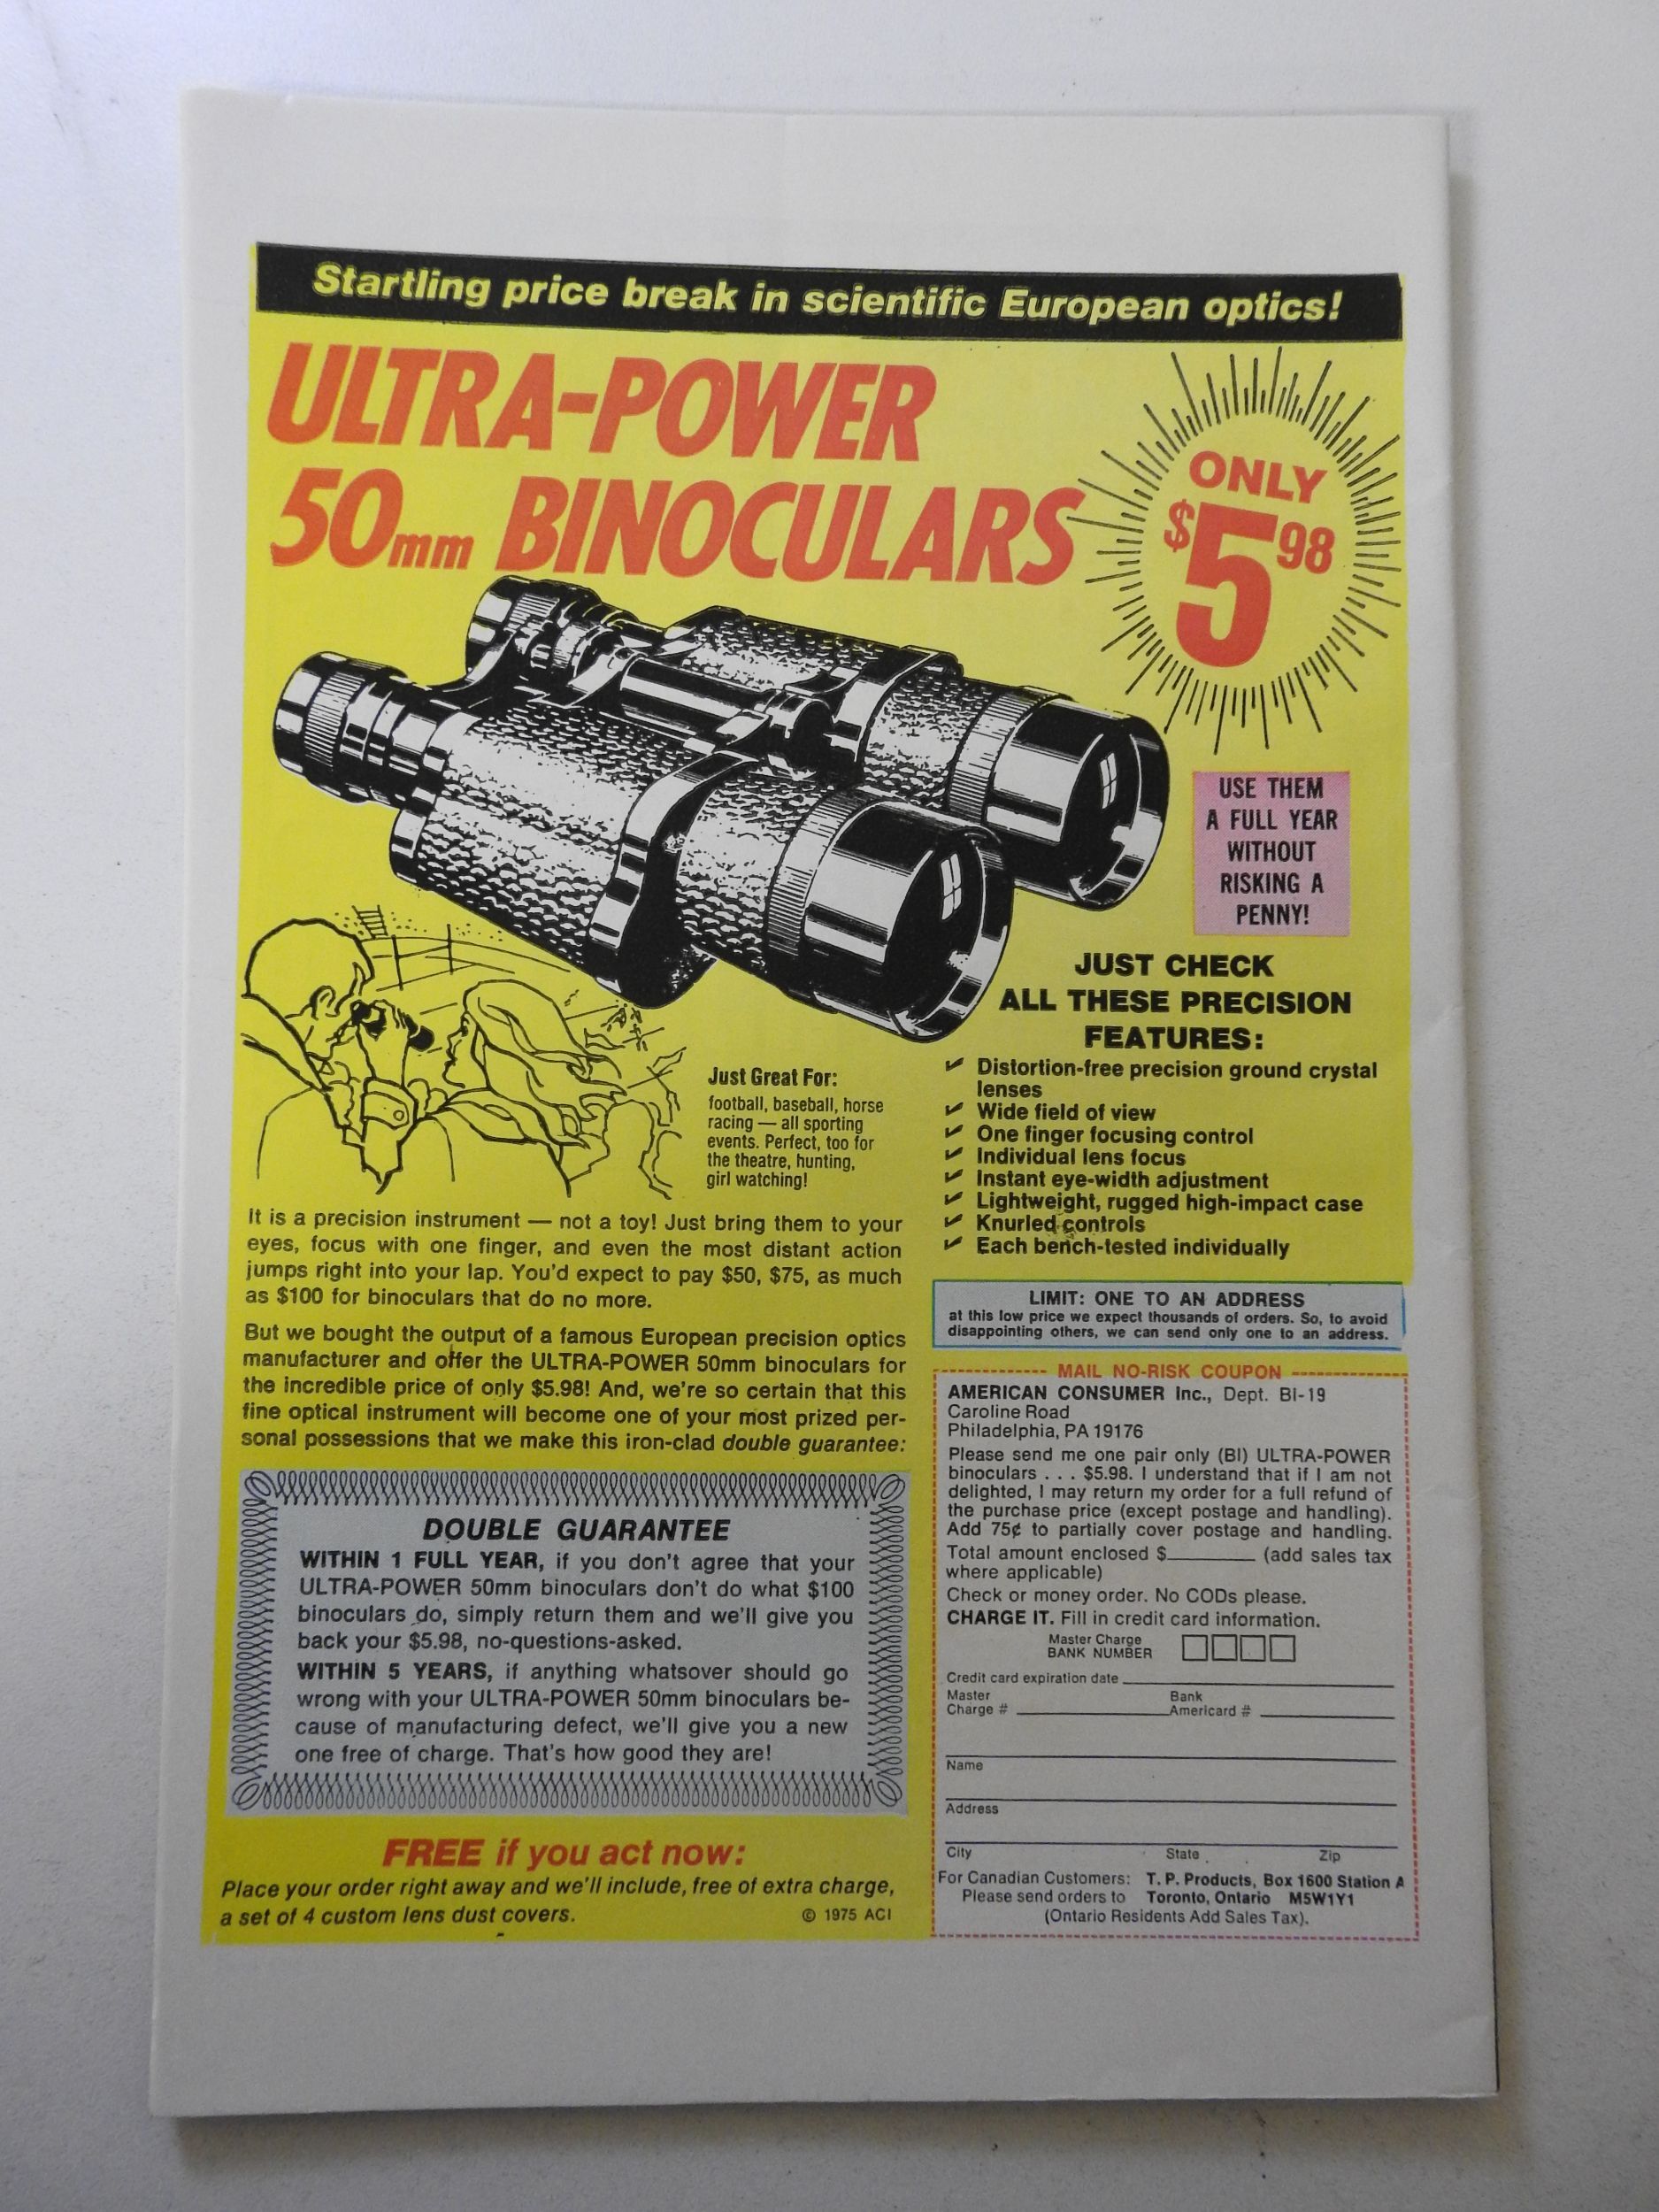 Startling price break in scientific European optics!
ULTRA-POWER
50mm BINOCULARS
ONLY
$5 98
USE THEM
A FULL YEAR
WITHOUT
RISKING A
PENNY!
JUST CHECK
ALL THESE PRECISION
FEATURES:
✔ Distortion-free precision ground crystal
lenses
✔ Wide field of view
✔ One finger focusing control
✔ Individual lens focus
✔ Instant eye-width adjustment
✔ Lightweight, rugged high-impact case
✔ Knurled controls
✔ Each bench-tested individually
Just Great For:
football, baseball, horse
racing — all sporting
events. Perfect, too for
the theatre, hunting,
girl watching!
It is a precision instrument — not a toy! Just bring them to your
eyes, focus with one finger, and even the most distant action
jumps right into your lap. You'd expect to pay $50, $75, as much
as $100 for binoculars that do no more.
But we bought the output of a famous European precision optics
manufacturer and offer the ULTRA-POWER 50mm binoculars for
the incredible price of only $5.98! And, we're so certain that this
fine optical instrument will become one of your most prized per-
sonal possessions that we make this iron-clad double guarantee:
DOUBLE GUARANTEE
WITHIN 1 FULL YEAR, if you don't agree that your
ULTRA-POWER 50mm binoculars don't do what $100
binoculars do, simply return them and we'll give you
back your $5.98, no-questions-asked.
WITHIN 5 YEARS, if anything whatsover should go
wrong with your ULTRA-POWER 50mm binoculars be-
cause of manufacturing defect, we'll give you a new
one free of charge. That's how good they are!
FREE if you act now:
Place your order right away and we'll include, free of extra charge,
a set of 4 custom lens dust covers.
© 1975 ACI
LIMIT: ONE TO AN ADDRESS
at this low price we expect thousands of orders. So, to avoid
disappointing others, we can send only one to an address.
MAIL NO-RISK COUPON
AMERICAN CONSUMER Inc., Dept. BI-19
Caroline Road
Philadelphia, PA 19176
Please send me one pair only (BI) ULTRA-POWER
binoculars . . . $5.98. I understand that if I am not
delighted, I may return my order for a full refund of
the purchase price (except postage and handling).
Add 75¢ to partially cover postage and handling.
Total amount enclosed $________ (add sales tax
where applicable)
Check or money order. No CODs please.
CHARGE IT. Fill in credit card information.
Master Charge
BANK NUMBER
Credit card expiration date
Master Bank
Charge # Americard #
Name
Address
City State Zip
For Canadian Customers: T. P. Products, Box 1600 Station A
Please send orders to Toronto, Ontario M5W1Y1
(Ontario Residents Add Sales Tax).